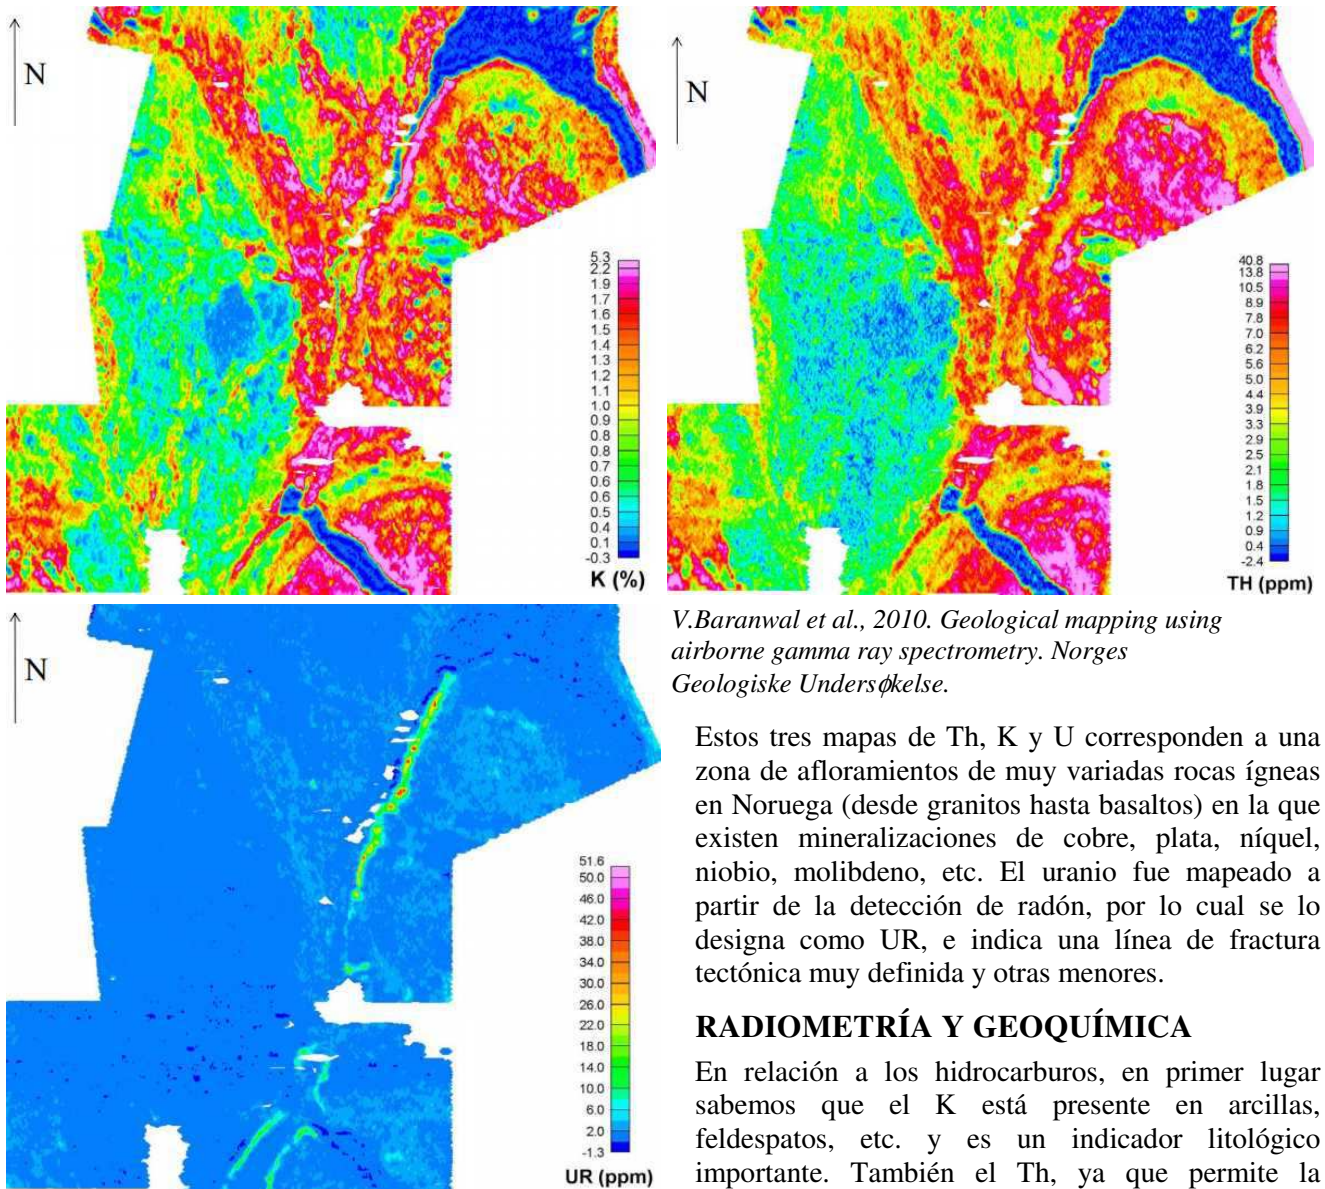 N
5.3
2.2
1.9
1.7
1.6
1.5
1.4
1.3
1.2
1.1
1.0
0.9
0.8
0.8
0.7
0.6
0.6
0.5
0.4
0.1
-0.3
K (%)
N
40.8
13.8
10.5
8.9
7.8
7.0
6.2
5.6
5.0
4.4
3.9
3.3
2.9
2.5
2.1
1.8
1.5
1.2
0.9
0.4
-2.4
TH (ppm)
N
51.6
50.0
46.0
42.0
38.0
34.0
30.0
26.0
22.0
18.0
14.0
10.0
6.0
2.0
-1.3
UR (ppm)
V.Baranwal et al., 2010. Geological mapping using
airborne gamma ray spectrometry. Norges
Geologiske Undersϕkelse.
Estos tres mapas de Th, K y U corresponden a una
zona de afloramientos de muy variadas rocas ígneas
en Noruega (desde granitos hasta basaltos) en la que
existen mineralizaciones de cobre, plata, níquel,
niobio, molibdeno, etc. El uranio fue mapeado a
partir de la detección de radón, por lo cual se lo
designa como UR, e indica una línea de fractura
tectónica muy definida y otras menores.
RADIOMETRÍA Y GEOQUÍMICA
En relación a los hidrocarburos, en primer lugar
sabemos que el K está presente en arcillas,
feldespatos, etc. y es un indicador litológico
importante. También el Th, ya que permite la